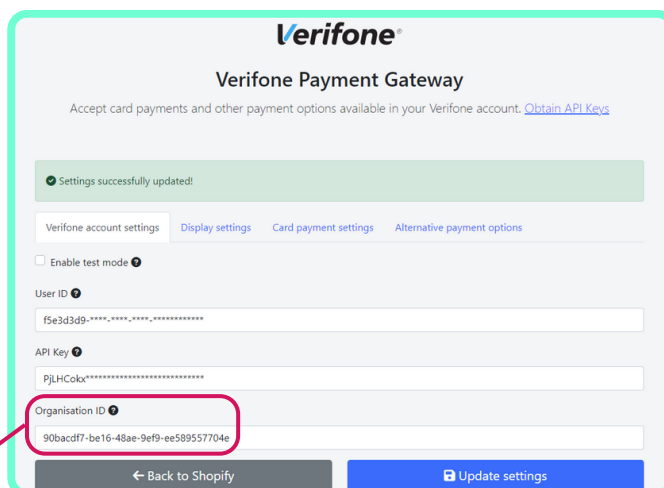 Verifone®
Verifone Payment Gateway
Accept card payments and other payment options available in your Verifone account. Obtain API Keys
Settings successfully updated!
Verifone account settings Display settings Card payment settings Alternative payment options
Enable test mode ?
User ID ?
f5e3d3d9-****-****-****-************
API Key ?
PjLHCokx****************************
Organisation ID ?
90bacdf7-be16-48ae-9ef9-ee589557704e
← Back to Shopify Update settings